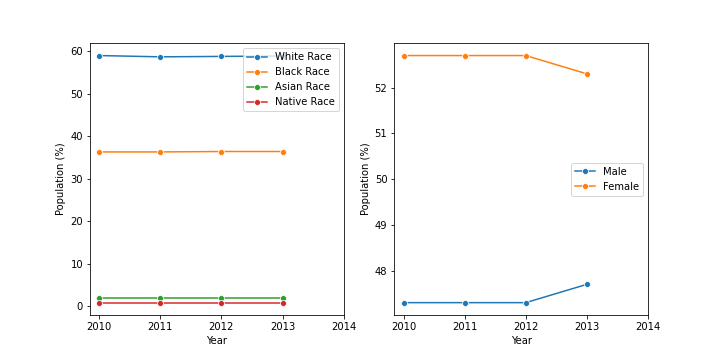 60
50
40
30
20
10
0
Population (%)
2010 2011 2012 2013 2014
Year
White Race
Black Race
Asian Race
Native Race
52
51
50
49
48
Population (%)
2010 2011 2012 2013 2014
Year
Male
Female